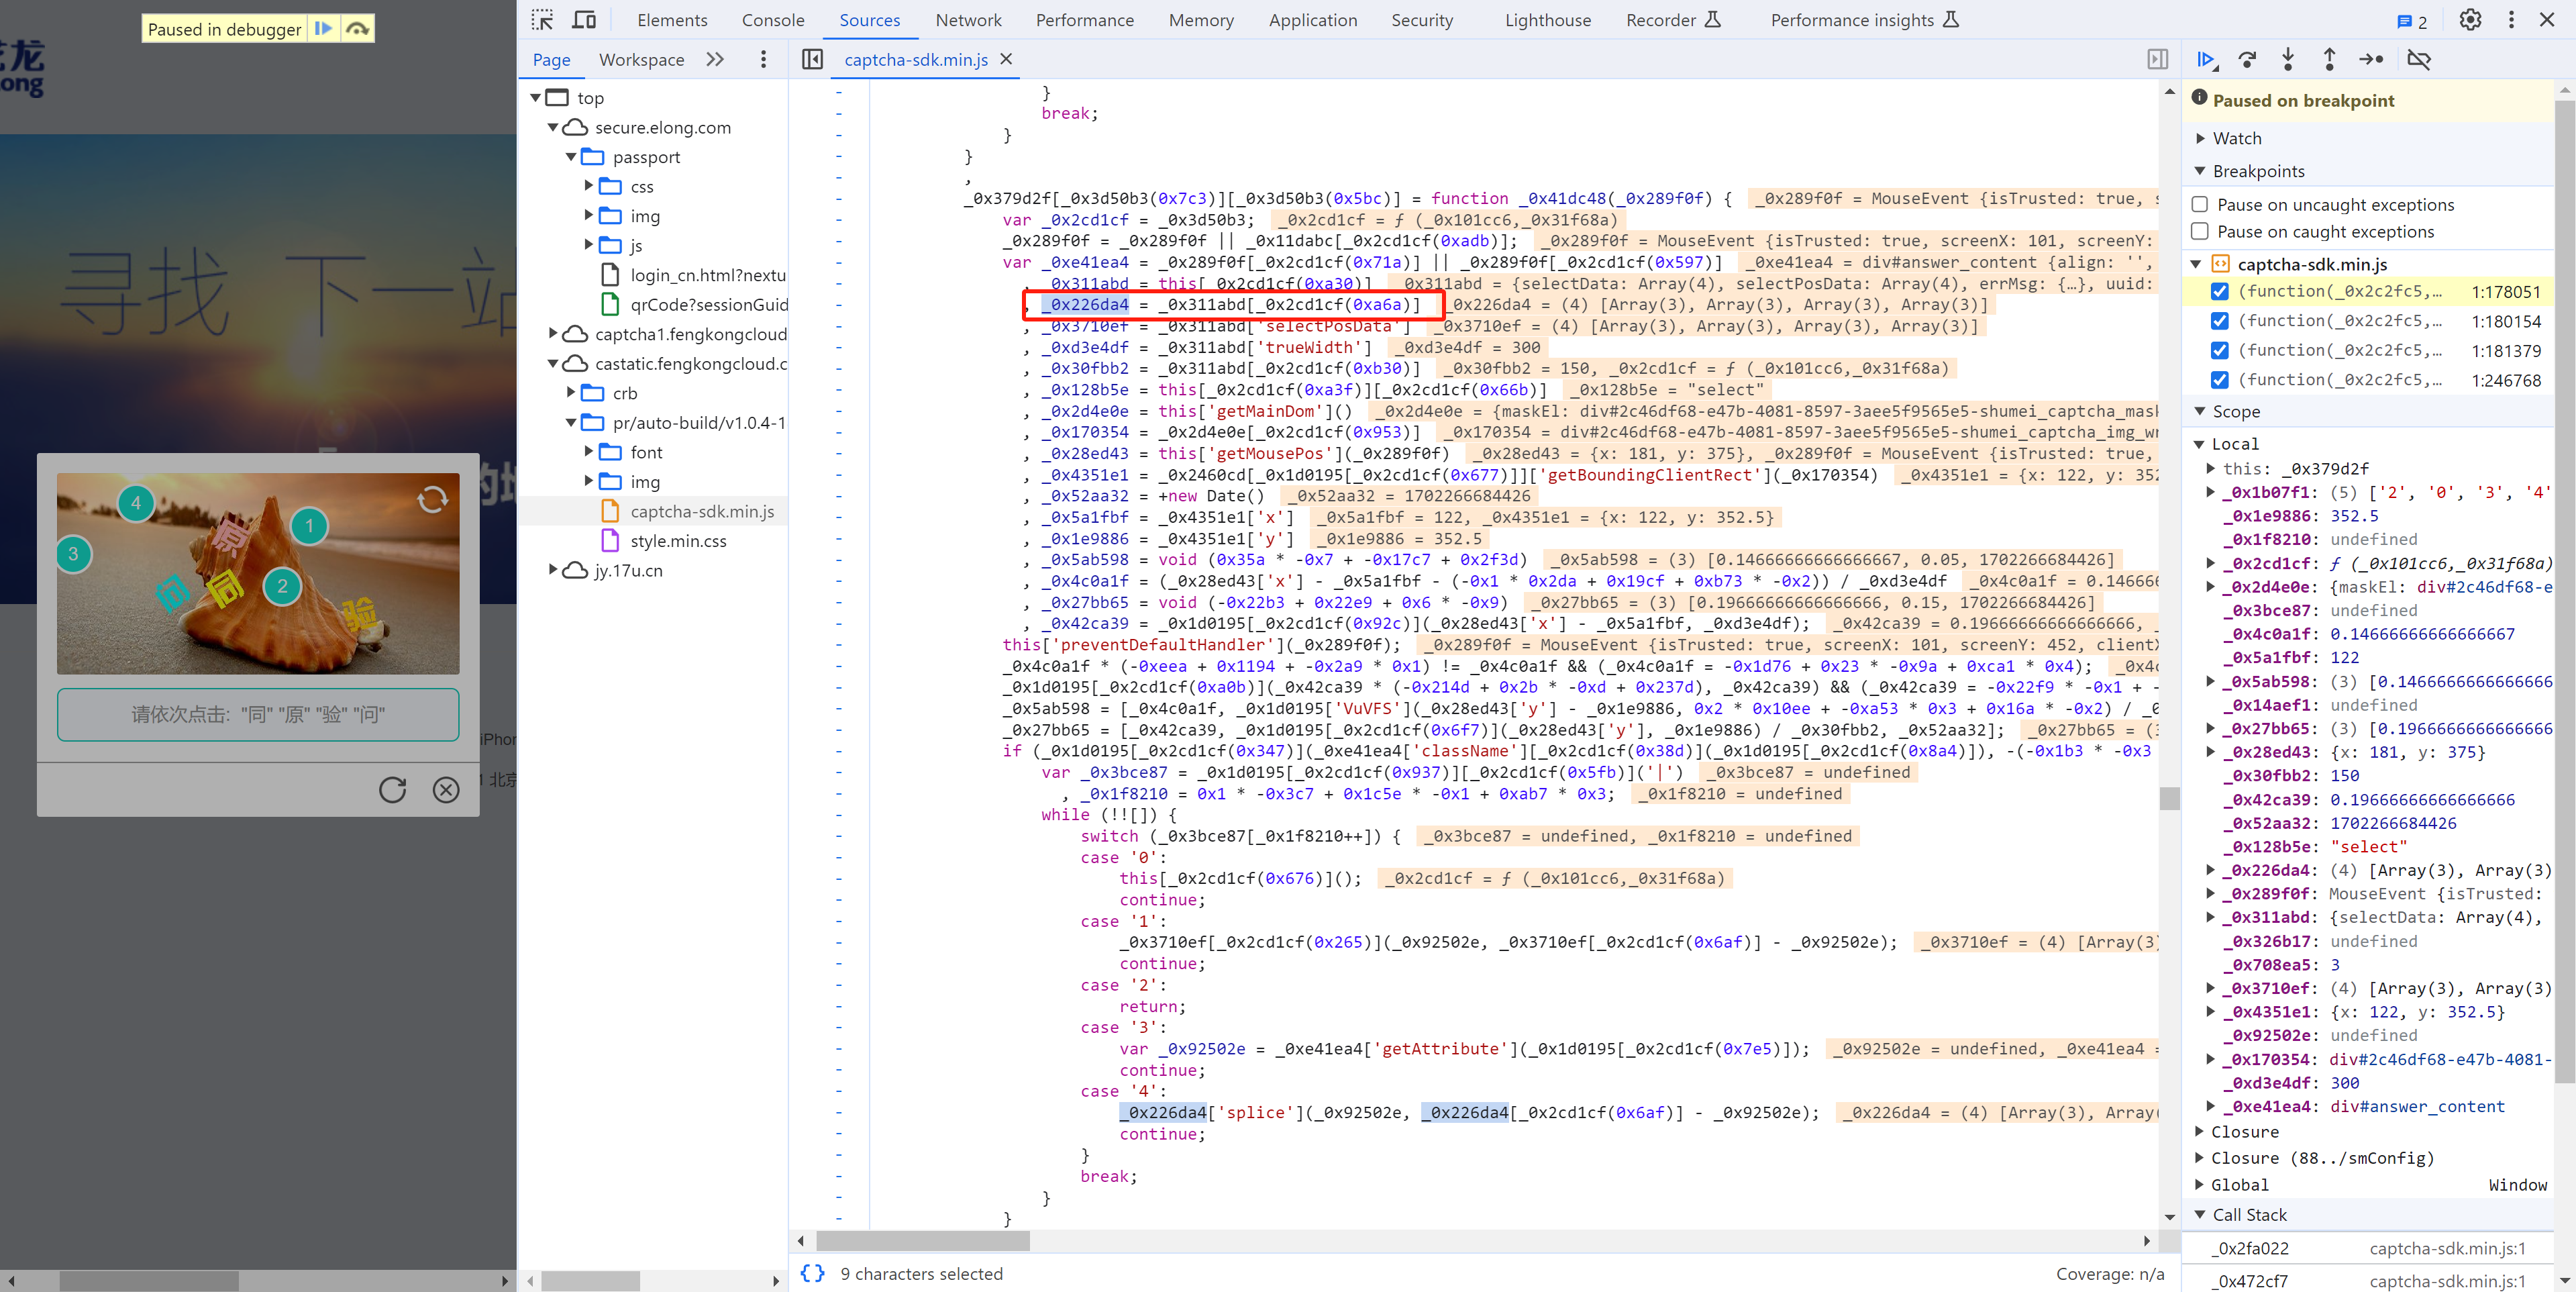 Paused in debugger
龙
ong
寻找 下一站
的
4
1
3
2
原
问
同
验
请依次点击: "同" "原" "验" "问"
iPhon
北京
Elements Console Sources Network Performance Memory Application Security Lighthouse Recorder Performance insights 2
Page Workspace
captcha-sdk.min.js
top
secure.elong.com
passport
css
img
js
login_cn.html?nextu
qrCode?sessionGuid
captcha1.fengkongcloud
castatic.fengkongcloud.c
crb
pr/auto-build/v1.0.4-1
font
img
captcha-sdk.min.js
style.min.css
jy.17u.cn
}
break;
}
}
,
_0x379d2f[_0x3d50b3(0x7c3)][_0x3d50b3(0x5bc)] = function _0x41dc48(_0x289f0f) { _0x289f0f = MouseEvent {isTrusted: true, s
var _0x2cd1cf = _0x3d50b3; _0x2cd1cf = ƒ (_0x101cc6,_0x31f68a)
_0x289f0f = _0x289f0f || _0x11dabc[_0x2cd1cf(0xadb)]; _0x289f0f = MouseEvent {isTrusted: true, screenX: 101, screenY:
var _0xe41ea4 = _0x289f0f[_0x2cd1cf(0x71a)] || _0x289f0f[_0x2cd1cf(0x597)] _0xe41ea4 = div#answer_content {align: '',
, _0x311abd = this[_0x2cd1cf(0xa30)] _0x311abd = {selectData: Array(4), selectPosData: Array(4), errMsg: {…}, uuid:
, _0x226da4 = _0x311abd[_0x2cd1cf(0xa6a)] _0x226da4 = (4) [Array(3), Array(3), Array(3), Array(3)]
, _0x3710ef = _0x311abd['selectPosData'] _0x3710ef = (4) [Array(3), Array(3), Array(3), Array(3)]
, _0xd3e4df = _0x311abd['trueWidth'] _0xd3e4df = 300
, _0x30fbb2 = _0x311abd[_0x2cd1cf(0xb30)] _0x30fbb2 = 150, _0x2cd1cf = ƒ (_0x101cc6,_0x31f68a)
, _0x128b5e = this[_0x2cd1cf(0xa3f)][_0x2cd1cf(0x66b)] _0x128b5e = "select"
, _0x2d4e0e = this['getMainDom']() _0x2d4e0e = {maskEl: div#2c46df68-e47b-4081-8597-3aee5f9565e5-shumei_captcha_mask
, _0x170354 = _0x2d4e0e[_0x2cd1cf(0x953)] _0x170354 = div#2c46df68-e47b-4081-8597-3aee5f9565e5-shumei_captcha_img_wr
, _0x28ed43 = this['getMousePos'](_0x289f0f) _0x28ed43 = {x: 181, y: 375}, _0x289f0f = MouseEvent {isTrusted: true,
, _0x4351e1 = _0x2460cd[_0x1d0195[_0x2cd1cf(0x677)]]['getBoundingClientRect'](_0x170354) _0x4351e1 = {x: 122, y: 352
, _0x52aa32 = +new Date() _0x52aa32 = 1702266684426
, _0x5a1fbf = _0x4351e1['x'] _0x5a1fbf = 122, _0x4351e1 = {x: 122, y: 352.5}
, _0x1e9886 = _0x4351e1['y'] _0x1e9886 = 352.5
, _0x5ab598 = void (0x35a * -0x7 + -0x17c7 + 0x2f3d) _0x5ab598 = (3) [0.14666666666666667, 0.05, 1702266684426]
, _0x4c0a1f = (_0x28ed43['x'] - _0x5a1fbf - (-0x1 * 0x2da + 0x19cf + 0xb73 * -0x2)) / _0xd3e4df _0x4c0a1f = 0.146666
, _0x27bb65 = void (-0x22b3 + 0x22e9 + 0x6 * -0x9) _0x27bb65 = (3) [0.19666666666666666, 0.15, 1702266684426]
, _0x42ca39 = _0x1d0195[_0x2cd1cf(0x92c)](_0x28ed43['x'] - _0x5a1fbf, _0xd3e4df); _0x42ca39 = 0.19666666666666666, _
this['preventDefaultHandler'](_0x289f0f); _0x289f0f = MouseEvent {isTrusted: true, screenX: 101, screenY: 452, clientX
_0x4c0a1f * (-0xeea + 0x1194 + -0x2a9 * 0x1) != _0x4c0a1f && (_0x4c0a1f = -0x1d76 + 0x23 * -0x9a + 0xca1 * 0x4); _0x4c
_0x1d0195[_0x2cd1cf(0xa0b)](_0x42ca39 * (-0x214d + 0x2b * -0xd + 0x237d), _0x42ca39) && (_0x42ca39 = -0x22f9 * -0x1 + -
_0x5ab598 = [_0x4c0a1f, _0x1d0195['VuVFS'](_0x28ed43['y'] - _0x1e9886, 0x2 * 0x10ee + -0xa53 * 0x3 + 0x16a * -0x2) / _0
_0x27bb65 = [_0x42ca39, _0x1d0195[_0x2cd1cf(0x6f7)](_0x28ed43['y'], _0x1e9886) / _0x30fbb2, _0x52aa32]; _0x27bb65 = (3
if (_0x1d0195[_0x2cd1cf(0x347)](_0xe41ea4['className'][_0x2cd1cf(0x38d)](_0x1d0195[_0x2cd1cf(0x8a4)]), -(-0x1b3 * -0x3
var _0x3bce87 = _0x1d0195[_0x2cd1cf(0x937)][_0x2cd1cf(0x5fb)]('|') _0x3bce87 = undefined
, _0x1f8210 = 0x1 * -0x3c7 + 0x1c5e * -0x1 + 0xab7 * 0x3; _0x1f8210 = undefined
while (!![]) {
switch (_0x3bce87[_0x1f8210++]) { _0x3bce87 = undefined, _0x1f8210 = undefined
case '0':
this[_0x2cd1cf(0x676)](); _0x2cd1cf = ƒ (_0x101cc6,_0x31f68a)
continue;
case '1':
_0x3710ef[_0x2cd1cf(0x265)](_0x92502e, _0x3710ef[_0x2cd1cf(0x6af)] - _0x92502e); _0x3710ef = (4) [Array(3)
continue;
case '2':
return;
case '3':
var _0x92502e = _0xe41ea4['getAttribute'](_0x1d0195[_0x2cd1cf(0x7e5)]); _0x92502e = undefined, _0xe41ea4 =
continue;
case '4':
_0x226da4['splice'](_0x92502e, _0x226da4[_0x2cd1cf(0x6af)] - _0x92502e); _0x226da4 = (4) [Array(3), Array(
continue;
}
break;
}
}
{} 9 characters selected Coverage: n/a
Paused on breakpoint
Watch
Breakpoints
Pause on uncaught exceptions
Pause on caught exceptions
captcha-sdk.min.js
(function(_0x2c2fc5,… 1:178051
(function(_0x2c2fc5,… 1:180154
(function(_0x2c2fc5,… 1:181379
(function(_0x2c2fc5,… 1:246768
Scope
Local
this: _0x379d2f
_0x1b07f1: (5) ['2', '0', '3', '4'
_0x1e9886: 352.5
_0x1f8210: undefined
_0x2cd1cf: ƒ (_0x101cc6,_0x31f68a)
_0x2d4e0e: {maskEl: div#2c46df68-e
_0x3bce87: undefined
_0x4c0a1f: 0.14666666666666667
_0x5a1fbf: 122
_0x5ab598: (3) [0.1466666666666666
_0x14aef1: undefined
_0x27bb65: (3) [0.1966666666666666
_0x28ed43: {x: 181, y: 375}
_0x30fbb2: 150
_0x42ca39: 0.19666666666666666
_0x52aa32: 1702266684426
_0x128b5e: "select"
_0x226da4: (4) [Array(3), Array(3)
_0x289f0f: MouseEvent {isTrusted:
_0x311abd: {selectData: Array(4),
_0x326b17: undefined
_0x708ea5: 3
_0x3710ef: (4) [Array(3), Array(3)
_0x4351e1: {x: 122, y: 352.5}
_0x92502e: undefined
_0x170354: div#2c46df68-e47b-4081-
_0xd3e4df: 300
_0xe41ea4: div#answer_content
Closure
Closure (88../smConfig)
Global Window
Call Stack
_0x2fa022 captcha-sdk.min.js:1
_0x472cf7 captcha-sdk.min.js:1